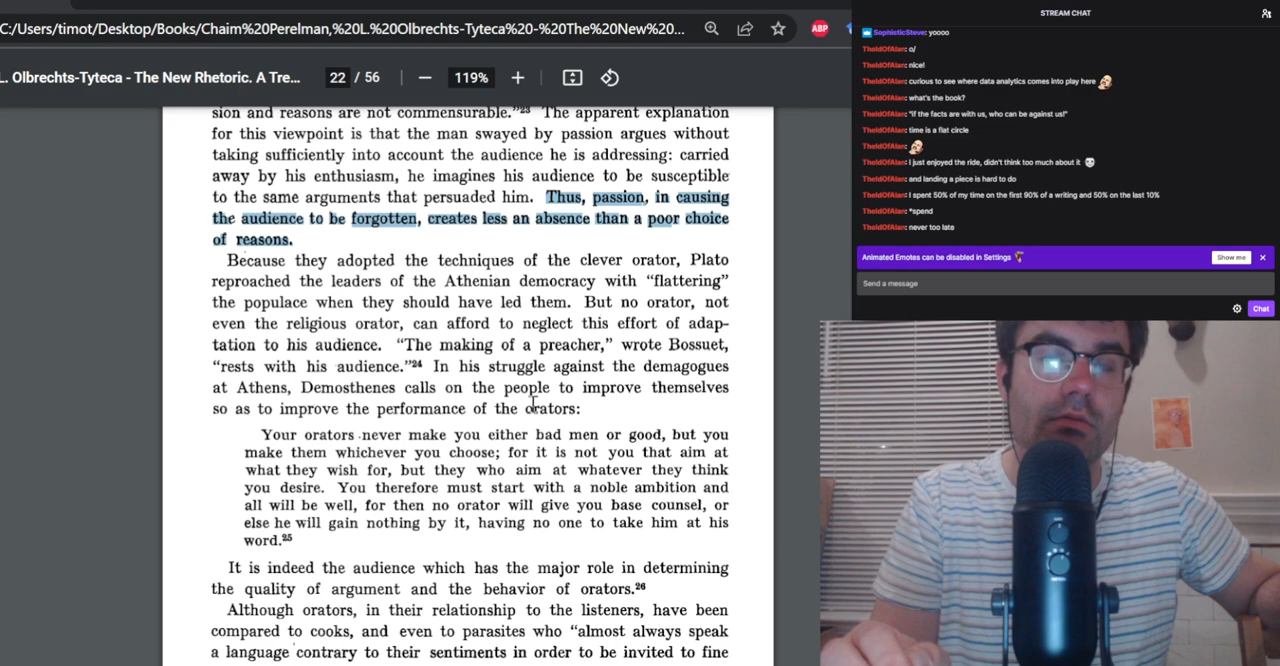 C:/Users/timot/Desktop/Books/Chaim%20Perelman,%20L.%20Olbrechts-Tyteca%20-%20The%20New%20...
ABP
L. Olbrechts-Tyteca - The New Rhetoric. A Tre...
22 / 56
119%
sion and reasons are not commensurable."23 The apparent explanation
for this viewpoint is that the man swayed by passion argues without
taking sufficiently into account the audience he is addressing: carried
away by his enthusiasm, he imagines his audience to be susceptible
to the same arguments that persuaded him. Thus, passion, in causing
the audience to be forgotten, creates less an absence than a poor choice
of reasons.
Because they adopted the techniques of the clever orator, Plato
reproached the leaders of the Athenian democracy with "flattering"
the populace when they should have led them. But no orator, not
even the religious orator, can afford to neglect this effort of adap-
tation to his audience. "The making of a preacher," wrote Bossuet,
"rests with his audience."24 In his struggle against the demagogues
at Athens, Demosthenes calls on the people to improve themselves
so as to improve the performance of the orators:
Your orators never make you either bad men or good, but you
make them whichever you choose; for it is not you that aim at
what they wish for, but they who aim at whatever they think
you desire. You therefore must start with a noble ambition and
all will be well, for then no orator will give you base counsel, or
else he will gain nothing by it, having no one to take him at his
word.25
It is indeed the audience which has the major role in determining
the quality of argument and the behavior of orators.26
Although orators, in their relationship to the listeners, have been
compared to cooks, and even to parasites who "almost always speak
a language contrary to their sentiments in order to be invited to fine
STREAM CHAT
SophisticSteve: yoooo
TheIdOfAlan: o/
TheIdOfAlan: nice!
TheIdOfAlan: curious to see where data analytics comes into play here
TheIdOfAlan: what's the book?
TheIdOfAlan: "if the facts are with us, who can be against us!"
TheIdOfAlan: time is a flat circle
TheIdOfAlan:
TheIdOfAlan: I just enjoyed the ride, didn't think too much about it
TheIdOfAlan: and landing a piece is hard to do
TheIdOfAlan: I spent 50% of my time on the first 90% of a writing and 50% on the last 10%
TheIdOfAlan: *spend
TheIdOfAlan: never too late
Animated Emotes can be disabled in Settings
Show me
Send a message
Chat